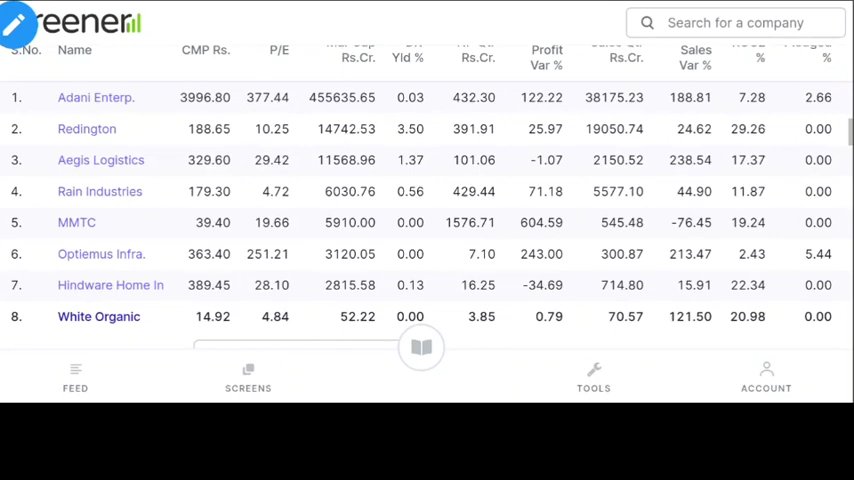 reener
Search for a company
S.No. Name CMP Rs. P/E Rs.Cr. Yld % Rs.Cr. Profit Var % Rs.Cr. Sales Var % % %
1. Adani Enterp. 3996.80 377.44 455635.65 0.03 432.30 122.22 38175.23 188.81 7.28 2.66
2. Redington 188.65 10.25 14742.53 3.50 391.91 25.97 19050.74 24.62 29.26 0.00
3. Aegis Logistics 329.60 29.42 11568.96 1.37 101.06 -1.07 2150.52 238.54 17.37 0.00
4. Rain Industries 179.30 4.72 6030.76 0.56 429.44 71.18 5577.10 44.90 11.87 0.00
5. MMTC 39.40 19.66 5910.00 0.00 1576.71 604.59 545.48 -76.45 19.24 0.00
6. Optiemus Infra. 363.40 251.21 3120.05 0.00 7.10 243.00 300.87 213.47 2.43 5.44
7. Hindware Home In 389.45 28.10 2815.58 0.13 16.25 -34.69 714.80 15.91 22.34 0.00
8. White Organic 14.92 4.84 52.22 0.00 3.85 0.79 70.57 121.50 20.98 0.00
FEED SCREENS TOOLS ACCOUNT